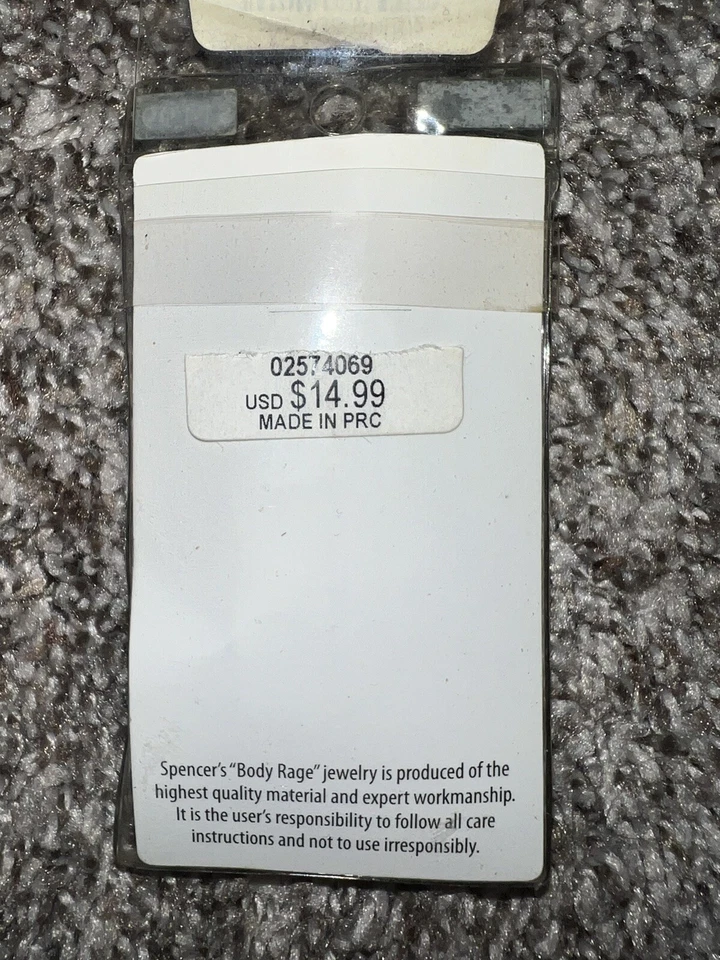 02574069
USD $14.99
MADE IN PRC
Spencer's "Body Rage" jewelry is produced of the
highest quality material and expert workmanship.
It is the user's responsibility to follow all care
instructions and not to use irresponsibly.